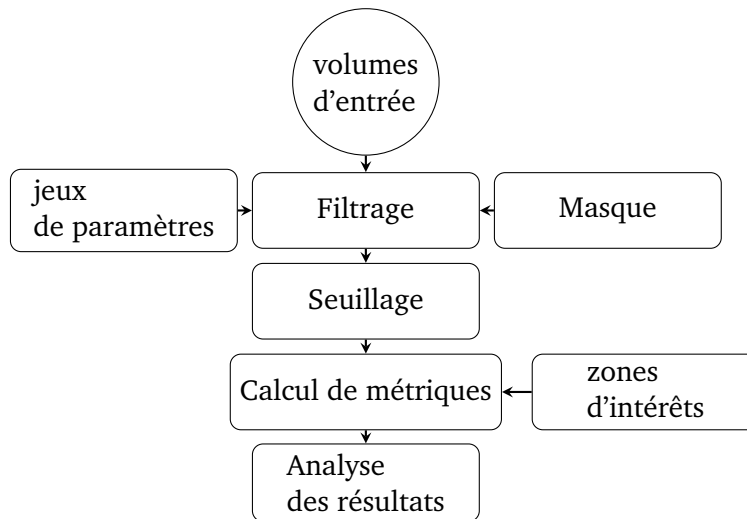 volumes
d’entrée
jeux
de paramètres
Filtrage
Masque
Seuillage
Calcul de métriques
zones
d’intérêts
Analyse
des résultats